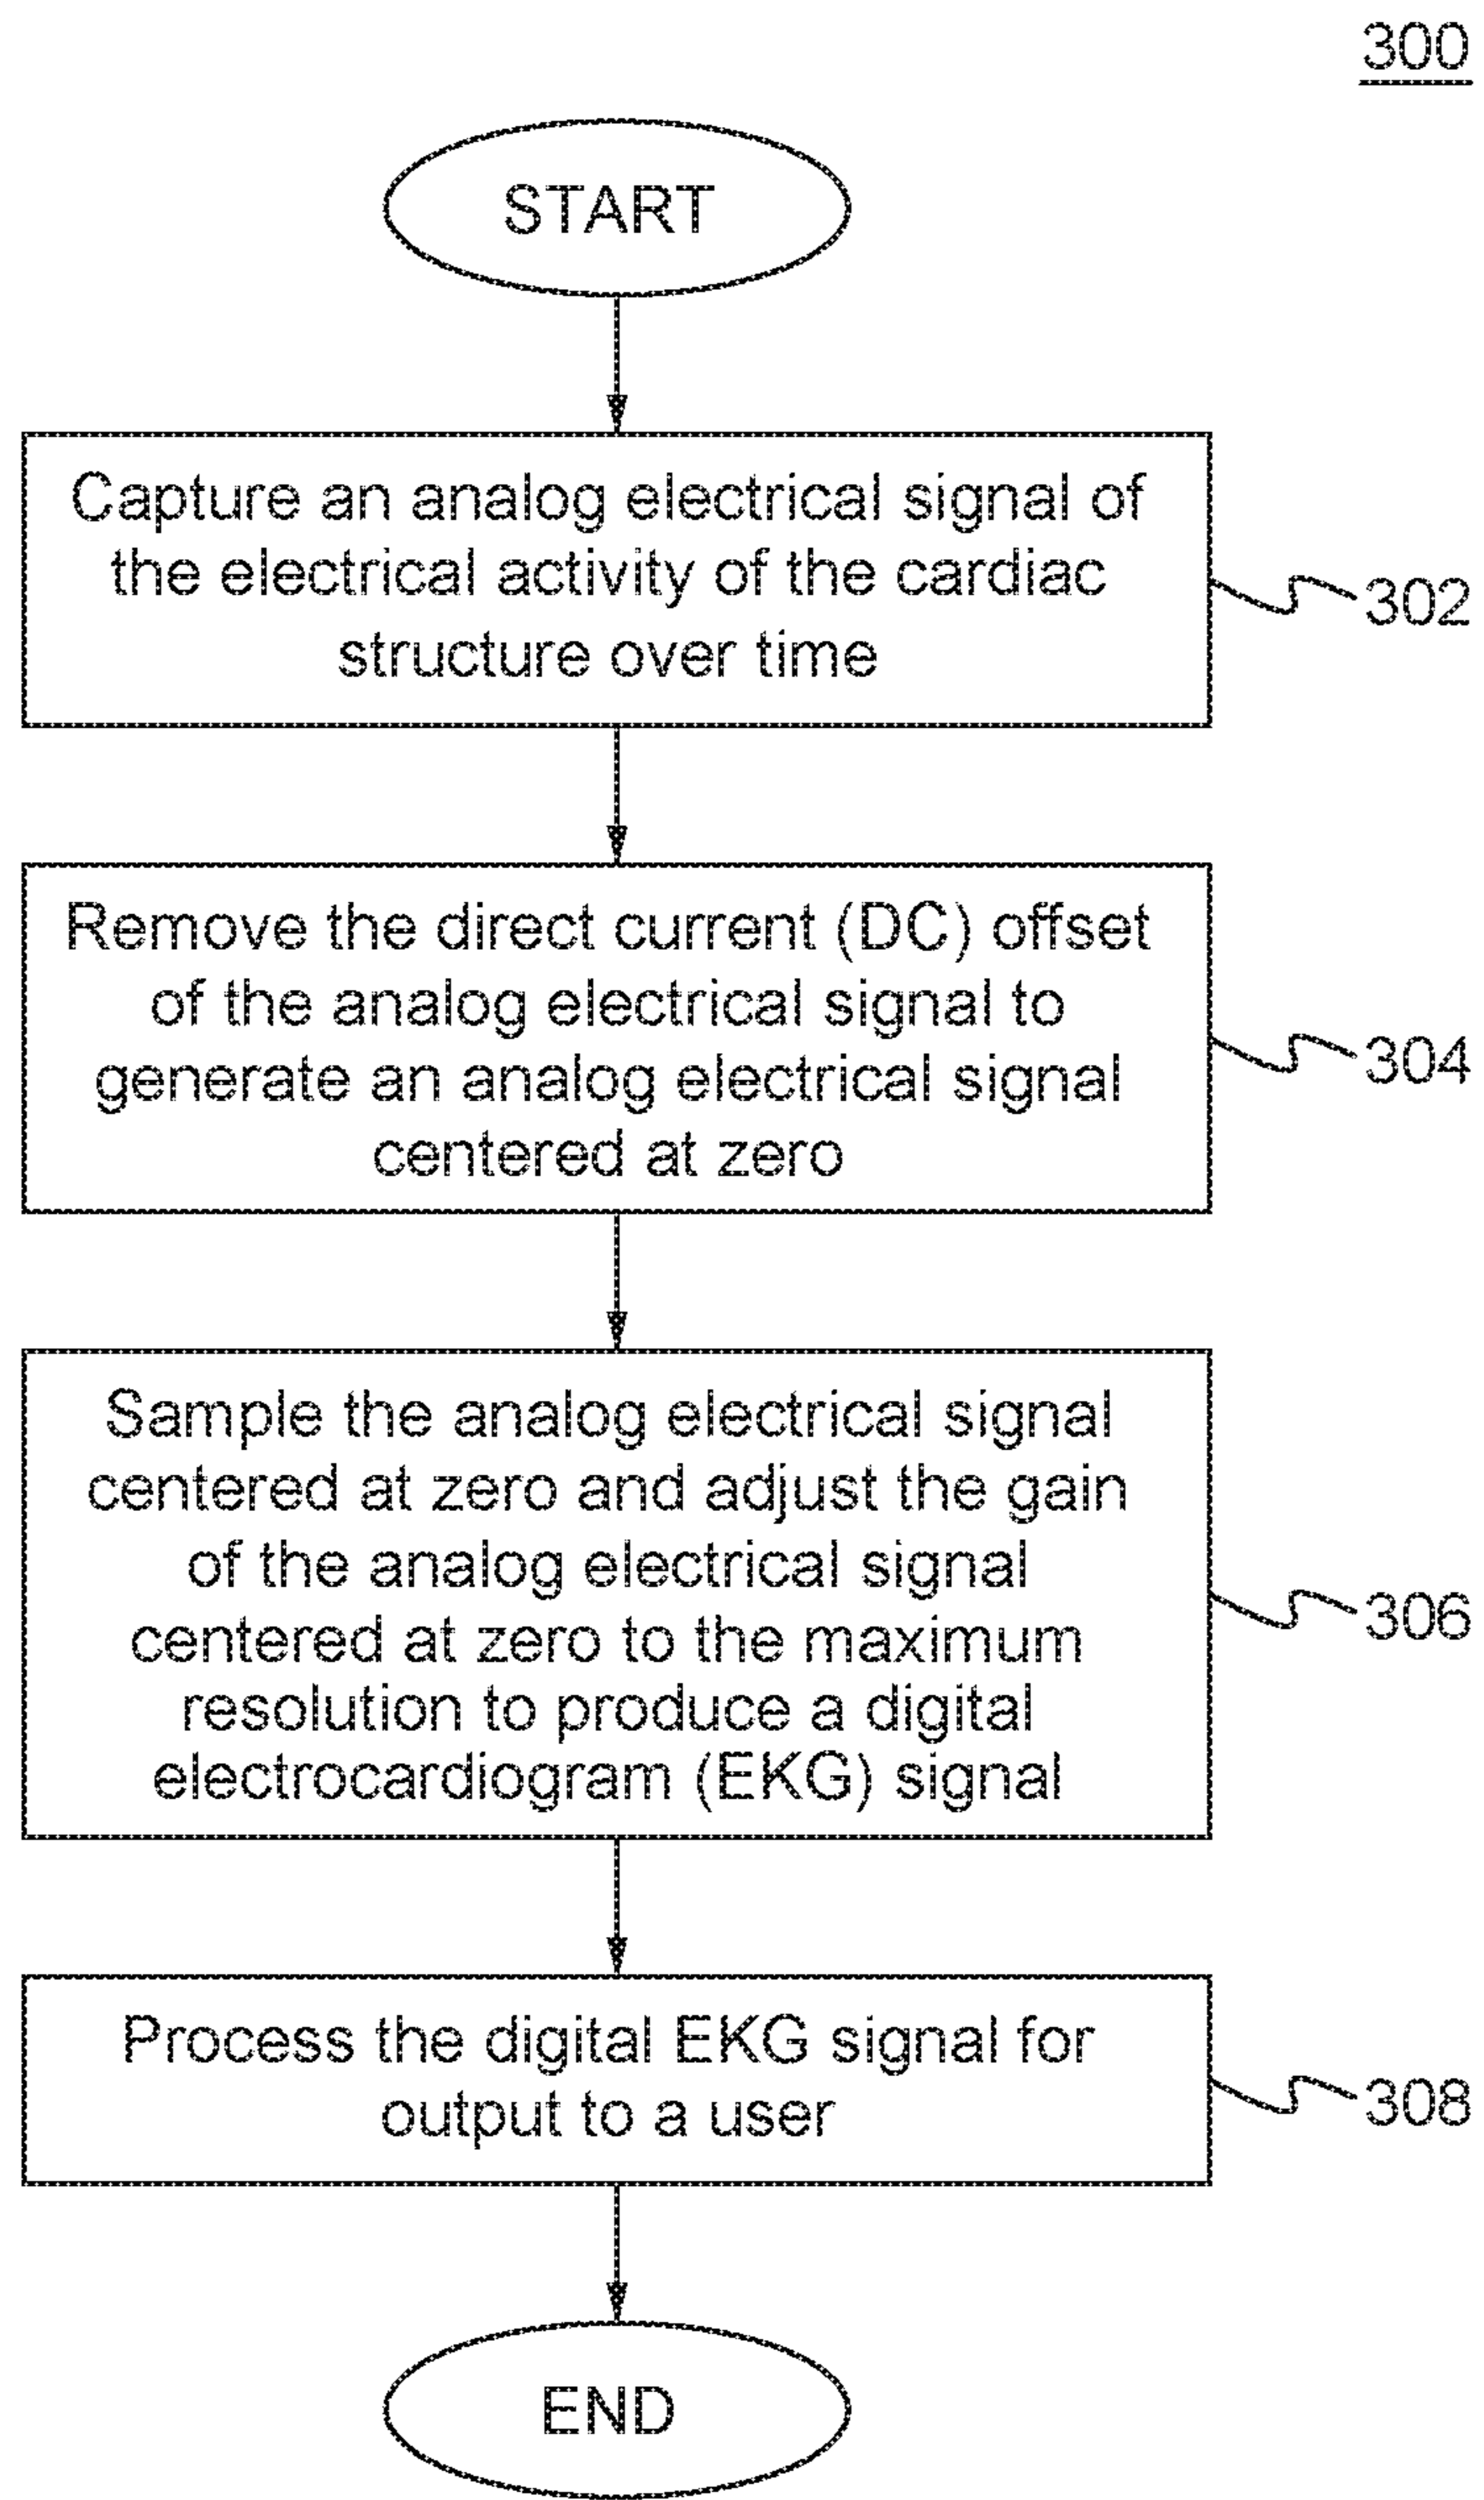 300
START
Capture an analog electrical signal of
the electrical activity of the cardiac
structure over time
302
Remove the direct current (DC) offset
of the analog electrical signal to
generate an analog electrical signal
centered at zero
304
Sample the analog electrical signal
centered at zero and adjust the gain
of the analog electrical signal
centered at zero to the maximum
resolution to produce a digital
electrocardiogram (EKG) signal
306
Process the digital EKG signal for
output to a user
308
END